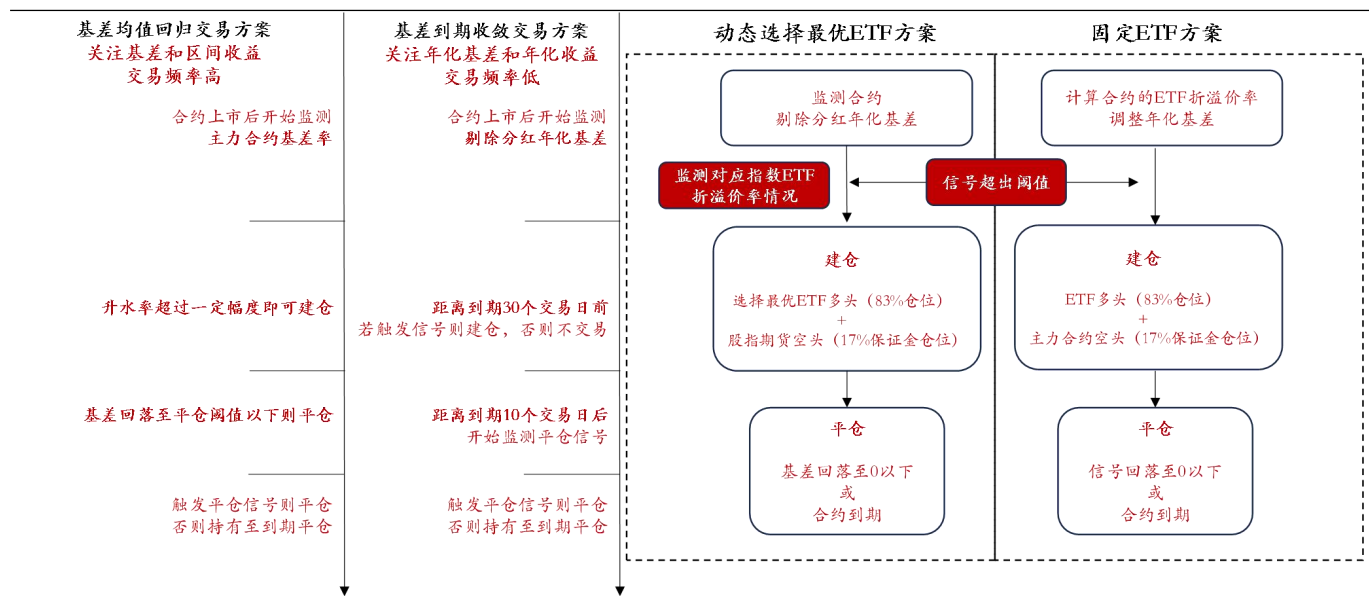 基差均值回归交易方案
关注基差和区间收益
交易频率高
合约上市后开始监测
主力合约基差率
升水率超过一定幅度即可建仓
基差回落至平仓阈值以下则平仓
触发平仓信号则平仓
否则持有至到期平仓
基差到期收敛交易方案
关注年化基差和年化收益
交易频率低
合约上市后开始监测
剔除分红年化基差
距离到期30个交易日前
若触发信号则建仓，否则不交易
距离到期10个交易日后
开始监测平仓信号
触发平仓信号则平仓
否则持有至到期平仓
动态选择最优ETF方案
监测合约
剔除分红年化基差
监测对应指数ETF
折溢价率情况
信号超出阈值
建仓
选择最优ETF多头（83%仓位）
+
股指期货空头（17%保证金仓位）
平仓
基差回落至0以下
或
合约到期
固定ETF方案
计算合约的ETF折溢价率
调整年化基差
建仓
ETF多头（83%仓位）
+
主力合约空头（17%保证金仓位）
平仓
信号回落至0以下
或
合约到期